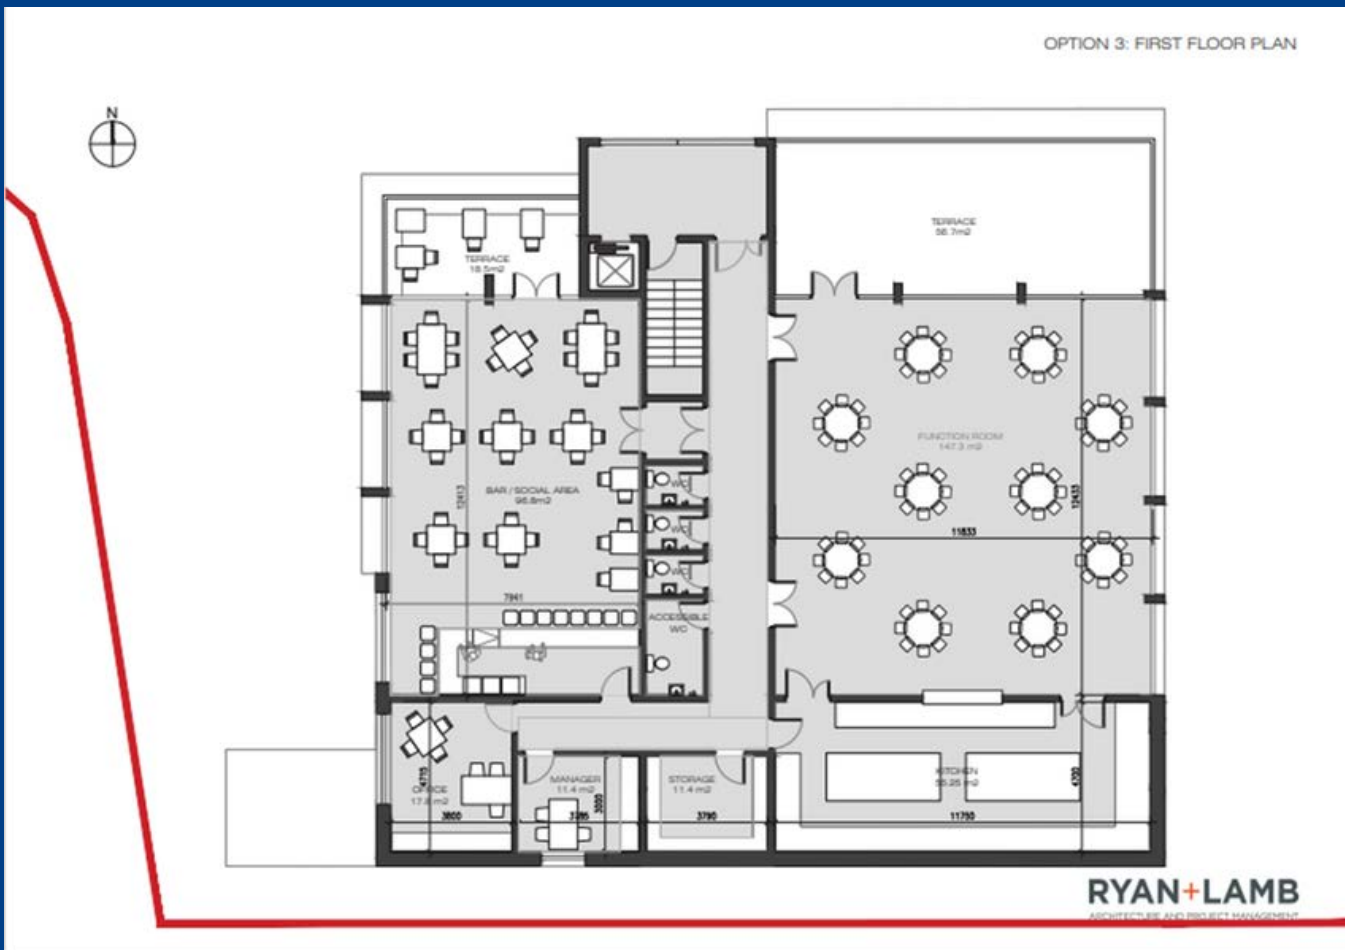 OPTION 3: FIRST FLOOR PLAN
N
TERRACE
56.7m2
TERRACE
18.5m2
FUNCTION ROOM
147.3 m2
12413
BAR / SOCIAL AREA
96.8m2
WC
WC
WC
12433
11833
7841
ACCESSIBLE
WC
OFFICE
17.8 m2
4715
3800
MANAGER
11.4 m2
3000
3785
STORAGE
11.4 m2
3790
KITCHEN
55.25 m2
4700
11750
RYAN+LAMB
ARCHITECTURE AND PROJECT MANAGEMENT